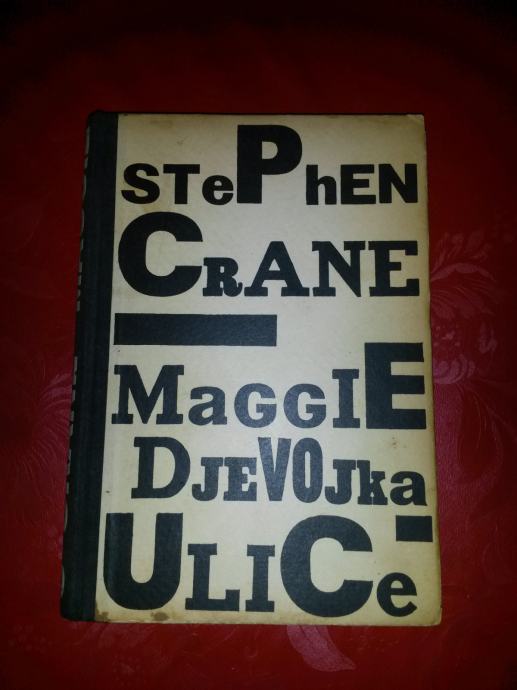 STePhEN
CRANE
MaGGIE
DJEVOJka
ULICe